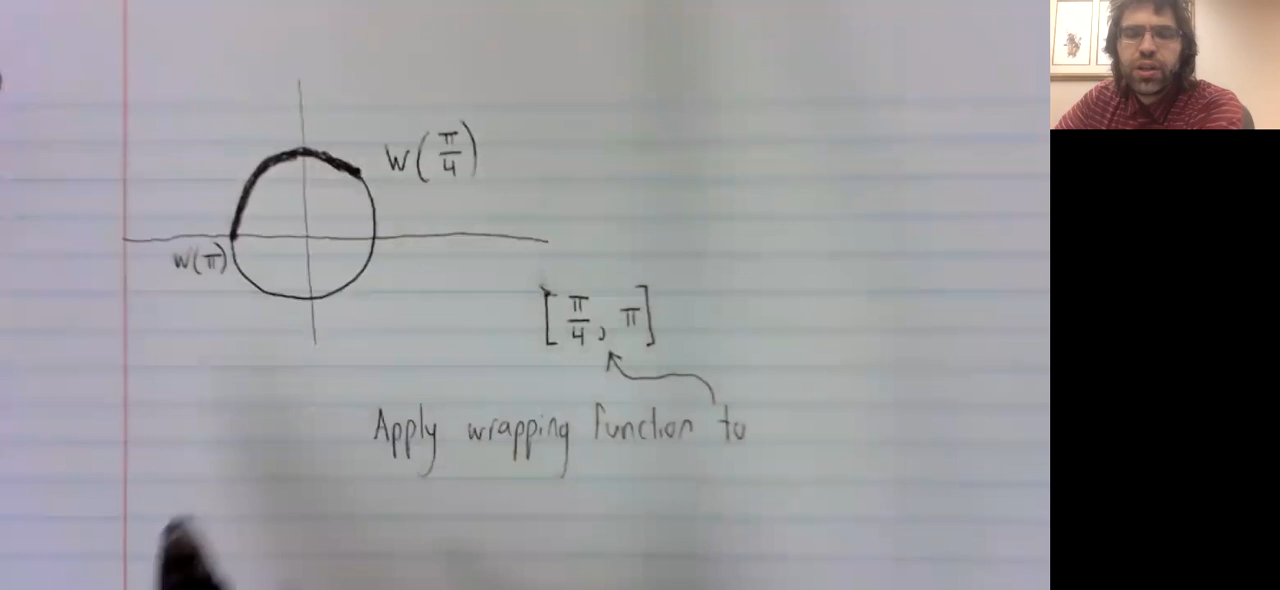 W(π/4)
W(π)
[π/4, π]
Apply wrapping function to